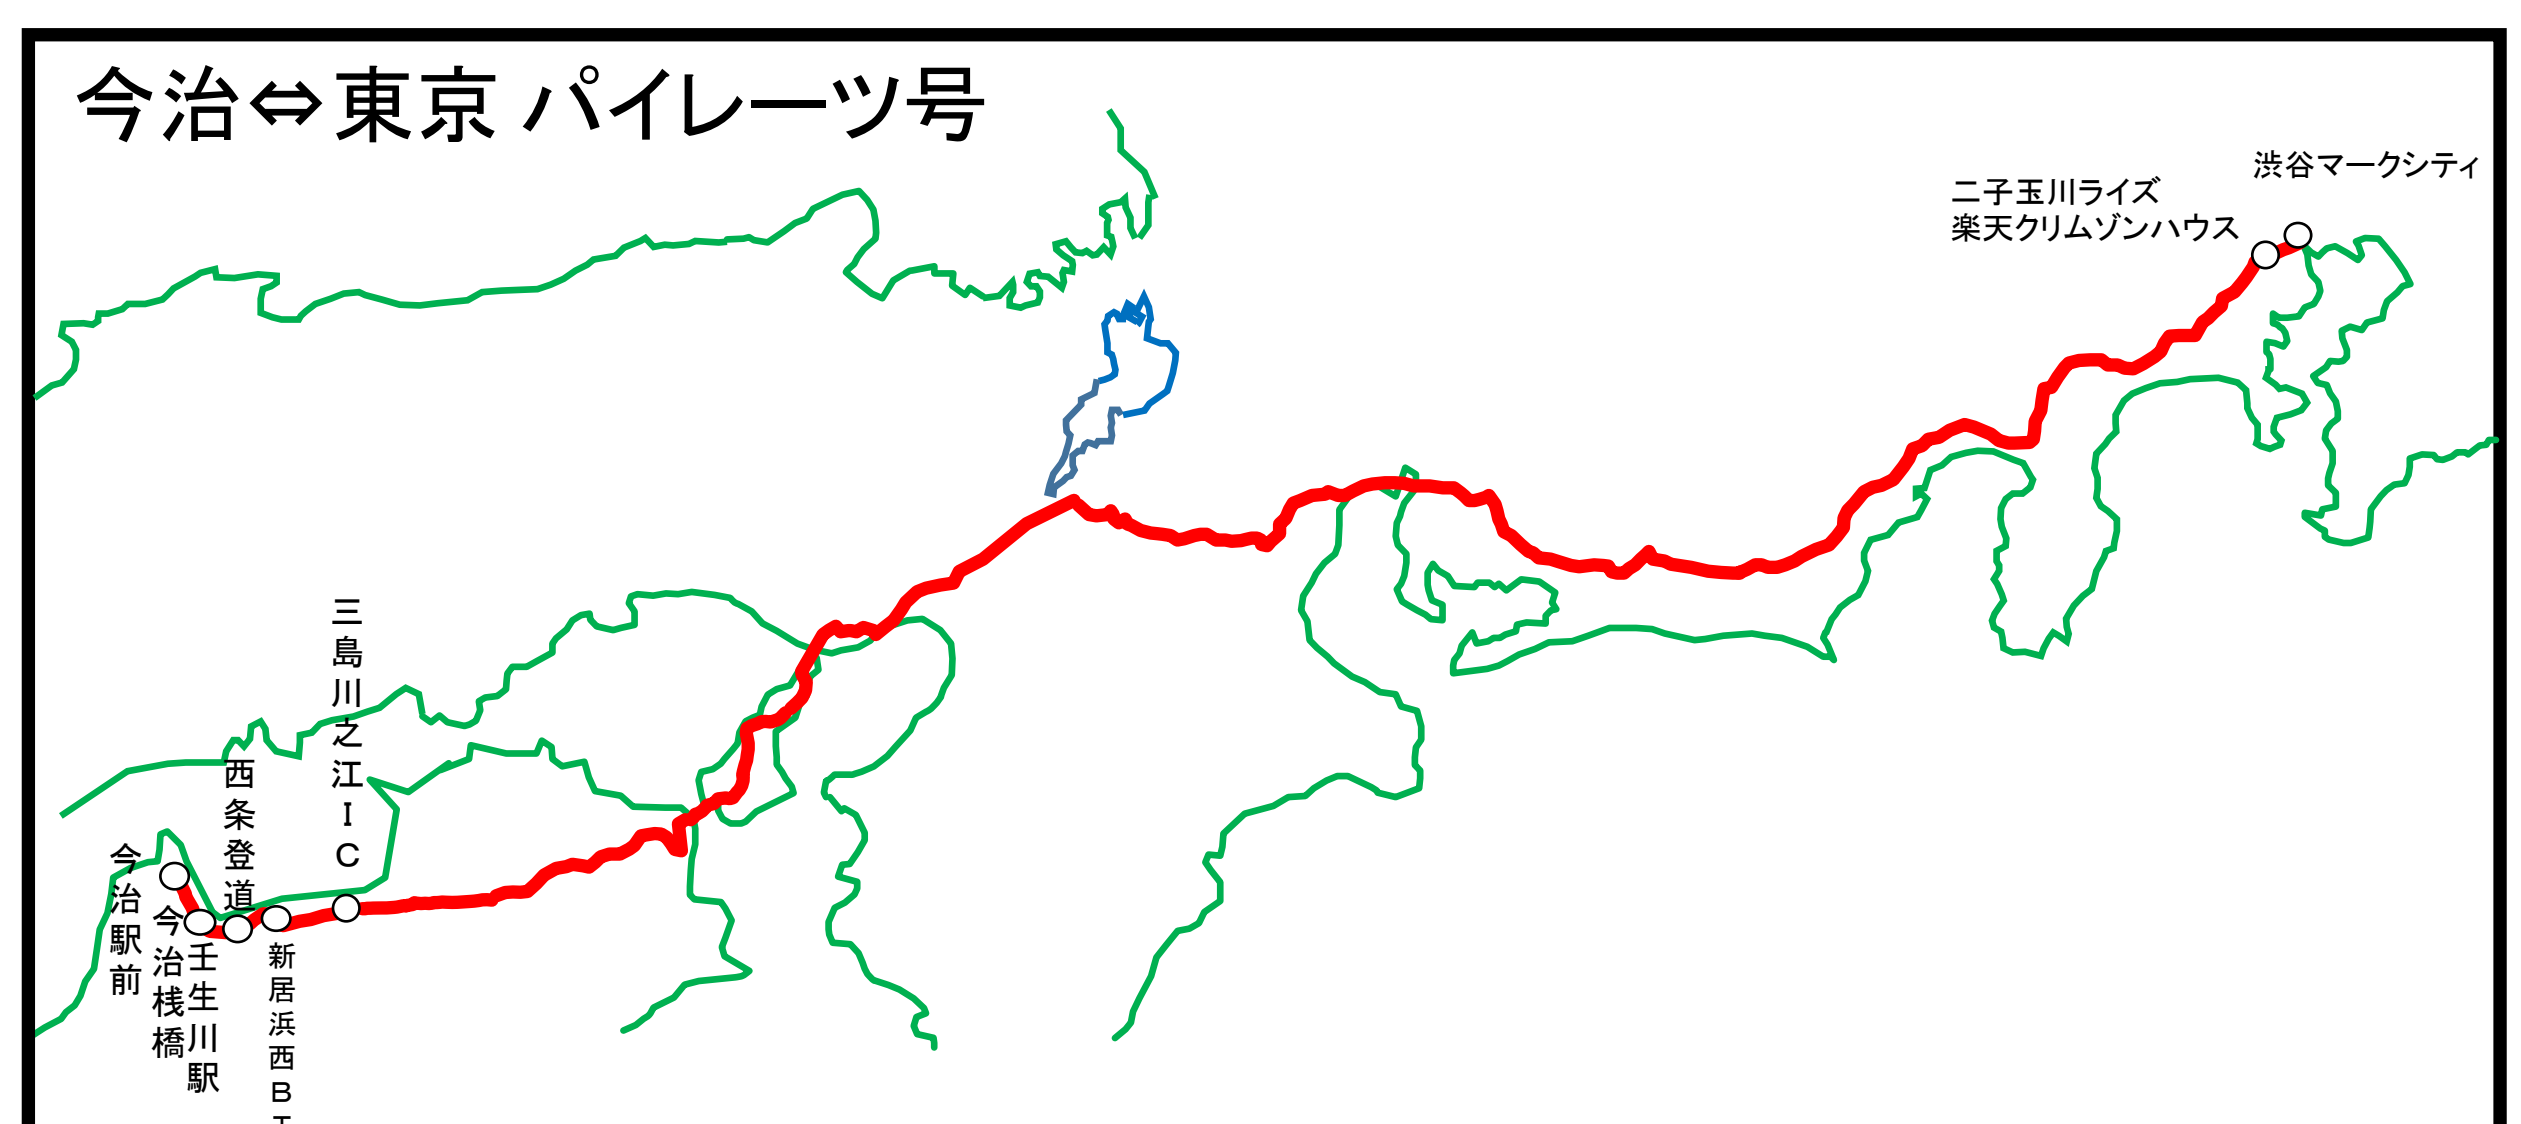 今治⇔東京 パイレーツ号
渋谷マークシティ
二子玉川ライズ
楽天クリムゾンハウス
三島川之江IC
西条登道
今治駅前
今治桟橋
壬生川駅
新居浜西B